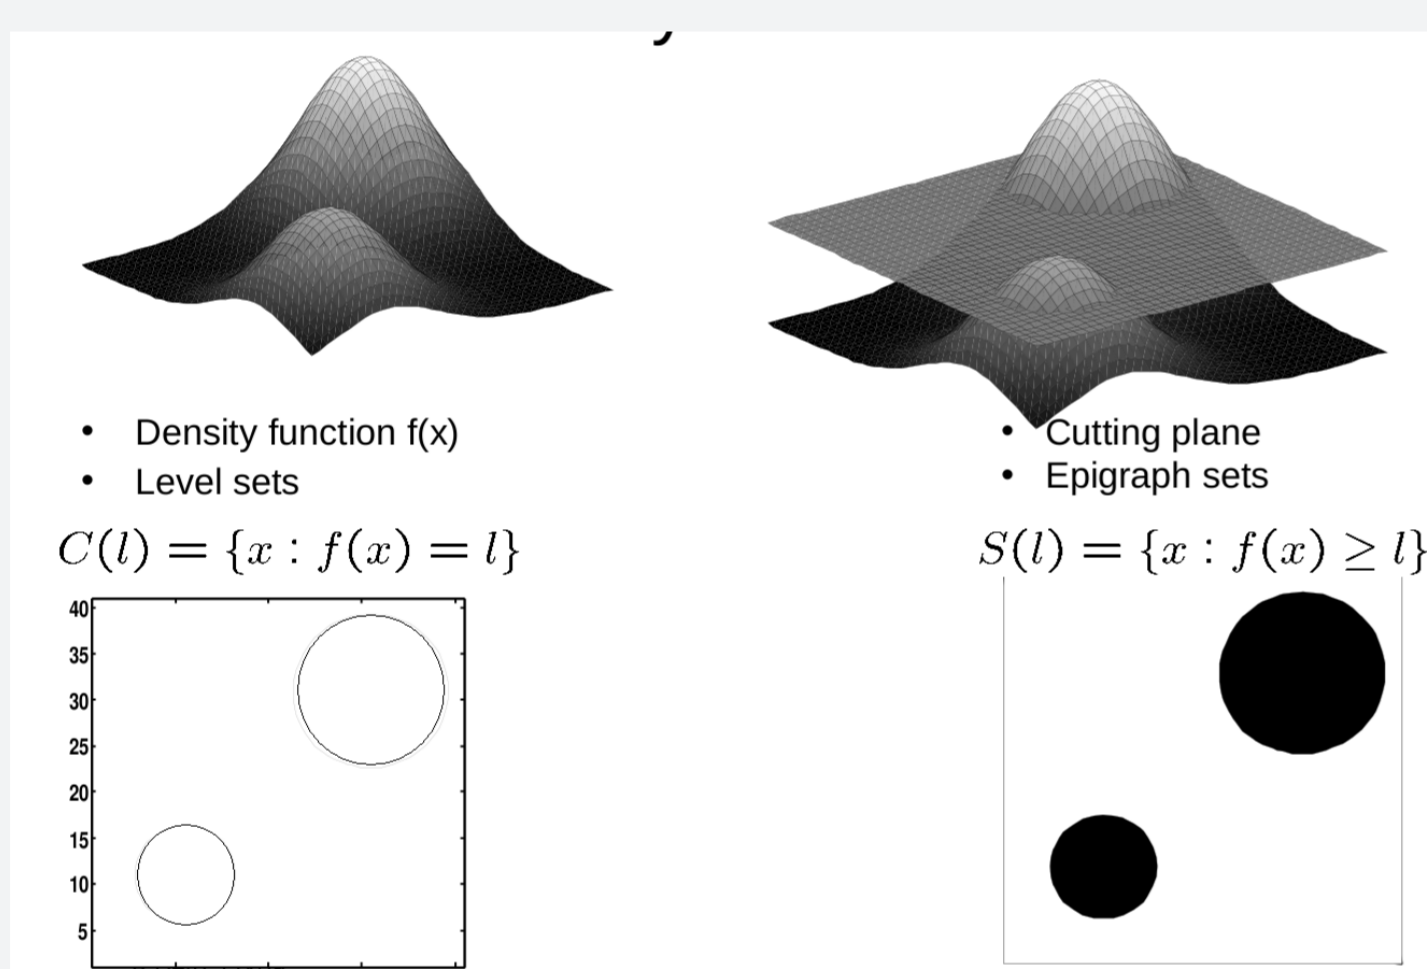 • Density function f(x)
• Level sets
C(l) = {x : f(x) = l}
40
35
30
25
20
15
10
5
• Cutting plane
• Epigraph sets
S(l) = {x : f(x) ≥ l}